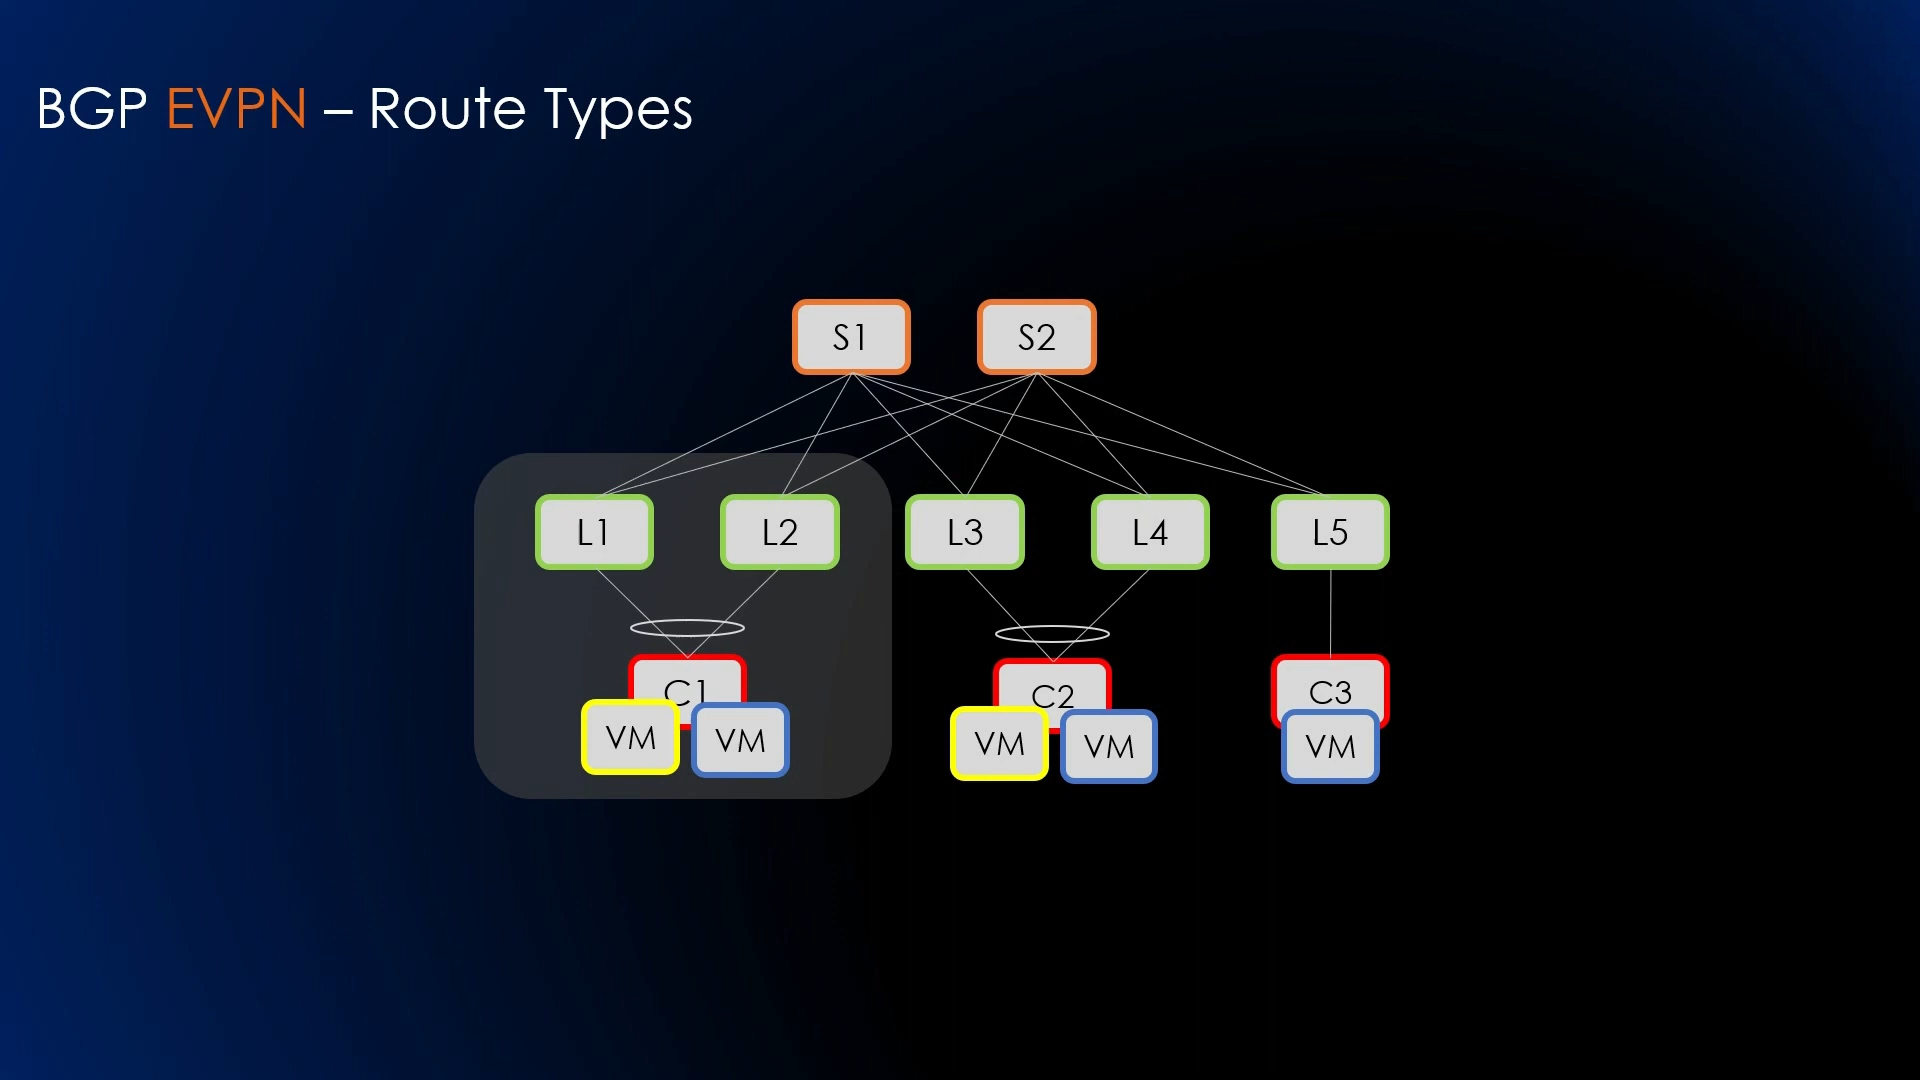 BGP EVPN – Route Types
S1 S2
L1 L2 L3 L4 L5
C1 C2 C3
VM VM VM VM VM